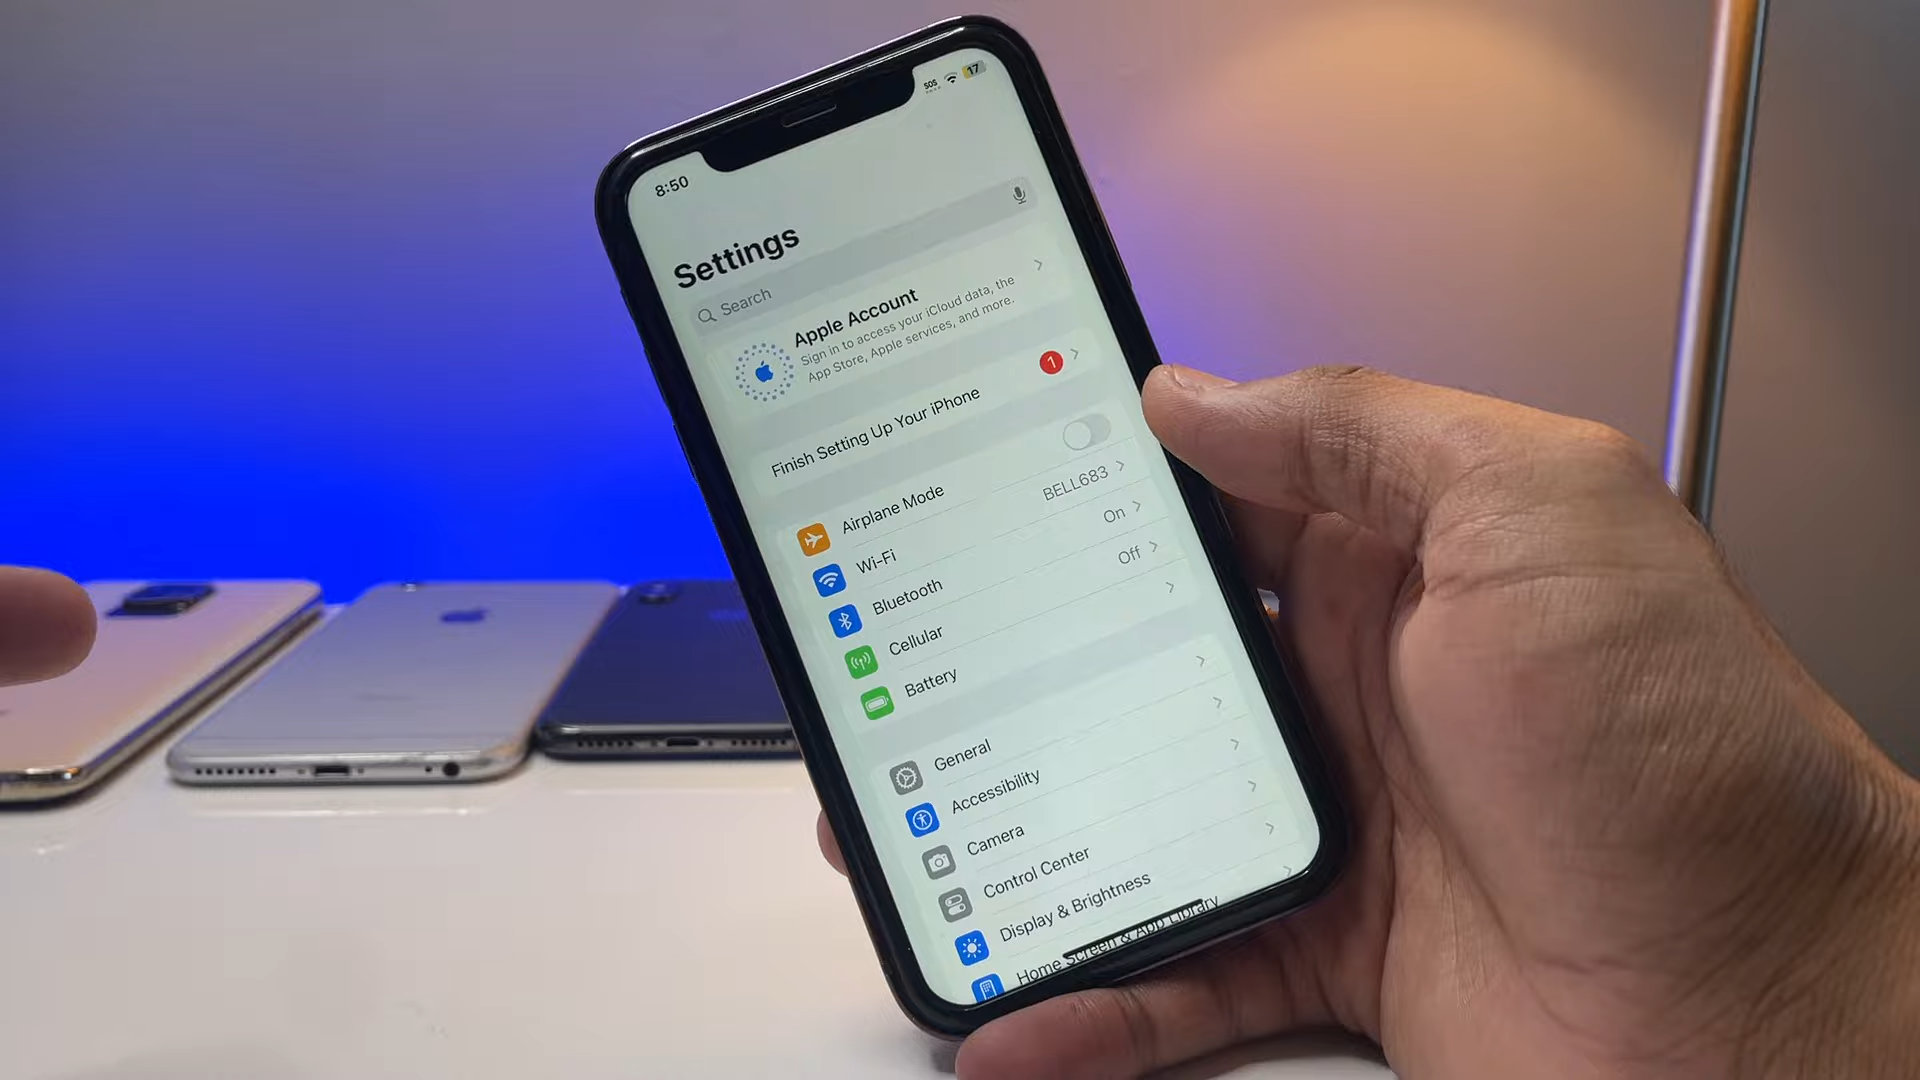 8:50
SOS
17
Settings
Search
Apple Account
Sign in to access your iCloud data, the
App Store, Apple services, and more.
Finish Setting Up Your iPhone
1
Airplane Mode
Wi-Fi
BELL683
Bluetooth
On
Cellular
Off
Battery
General
Accessibility
Camera
Control Center
Display & Brightness
Home Screen & App Library